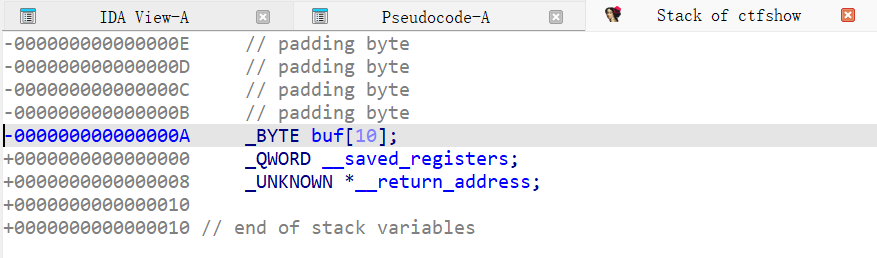 IDA View-A Pseudocode-A Stack of ctfshow
-000000000000000E // padding byte
-000000000000000D // padding byte
-000000000000000C // padding byte
-000000000000000B // padding byte
-000000000000000A _BYTE buf[10];
+0000000000000000 _QWORD __saved_registers;
+0000000000000008 _UNKNOWN *__return_address;
+0000000000000010
+0000000000000010 // end of stack variables